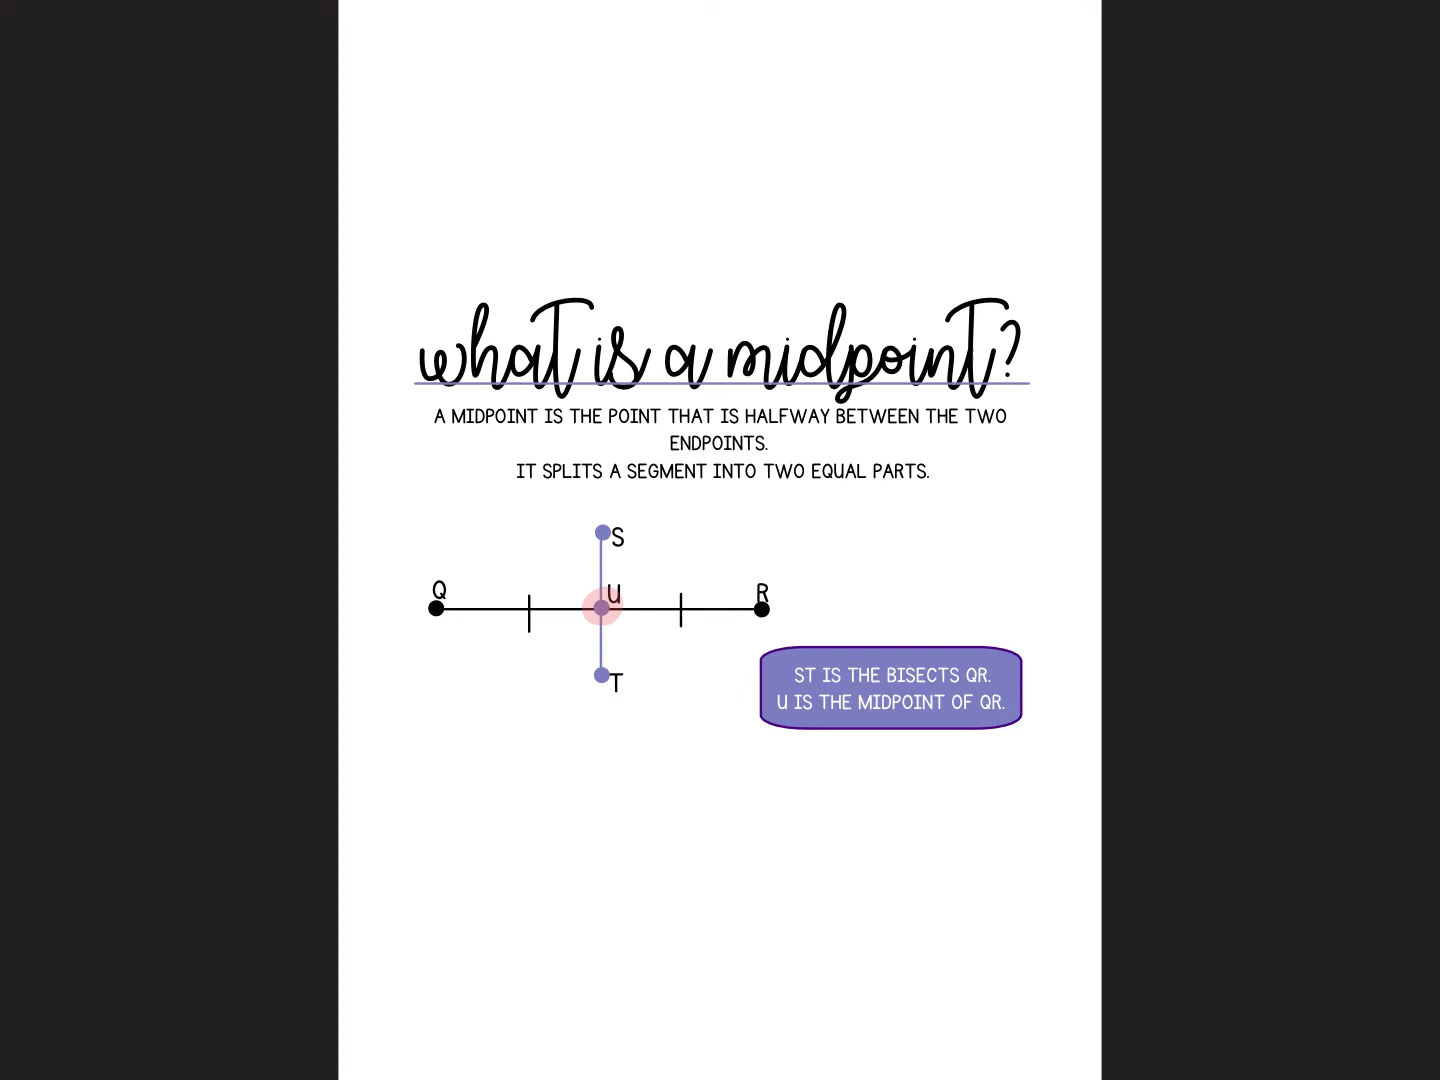 what is a midpoint?
A MIDPOINT IS THE POINT THAT IS HALFWAY BETWEEN THE TWO
ENDPOINTS.
IT SPLITS A SEGMENT INTO TWO EQUAL PARTS.
S
Q
U
R
T
ST IS THE BISECTS QR.
U IS THE MIDPOINT OF QR.